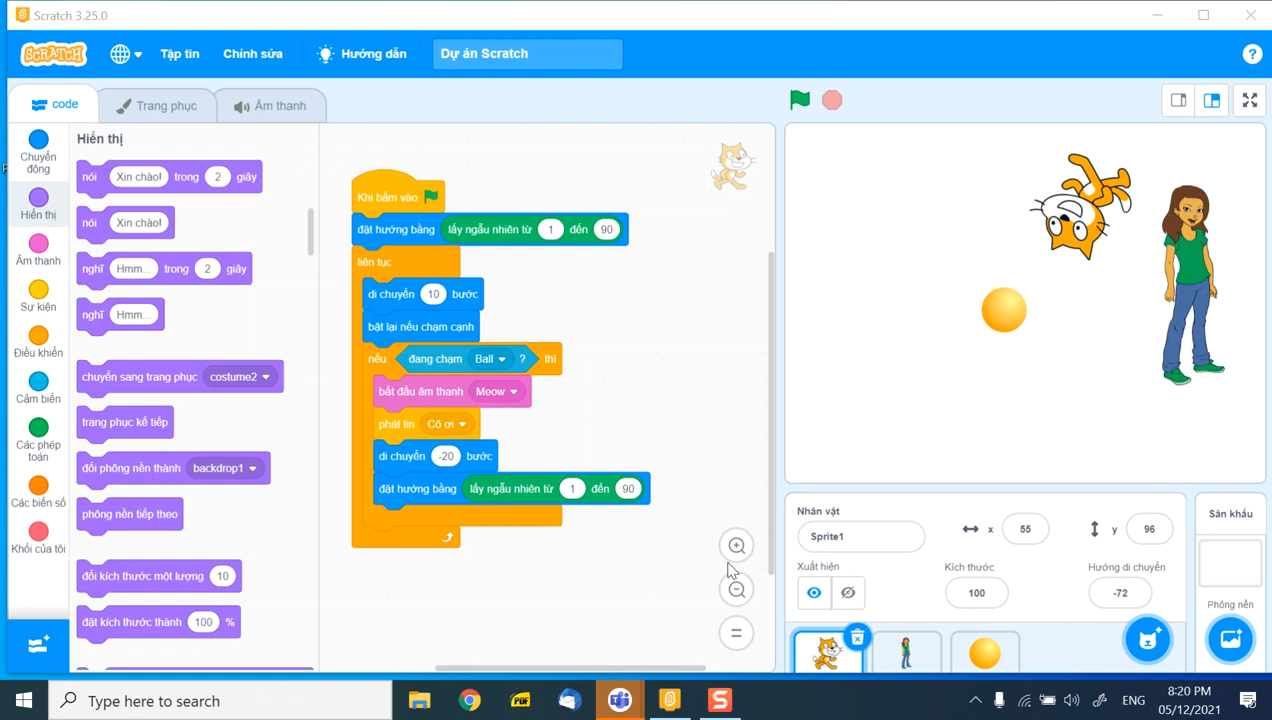 Scratch 3.25.0
SCRATCH
Tập tin
Chính sửa
Hướng dẫn
Dự án Scratch
?
code
Trang phục
Âm thanh
Chuyển động
Hiển thị
Âm thanh
Sự kiện
Điều khiển
Cảm biến
Các phép toán
Các biến số
Khối của tôi
Hiển thị
nói Xin chào! trong 2 giây
nói Xin chào!
nghĩ Hmm... trong 2 giây
nghĩ Hmm...
chuyển sang trang phục costume2
trang phục kế tiếp
đổi phông nền thành backdrop1
phông nền tiếp theo
đổi kích thước một lượng 10
đặt kích thước thành 100 %
Khi bấm vào
đặt hướng bằng lấy ngẫu nhiên từ 1 đến 90
liên tục
di chuyển 10 bước
bật lại nếu chạm cạnh
nếu đang chạm Ball ? thì
bắt đầu âm thanh Meow
phát tin Cô ơi
di chuyển -20 bước
đặt hướng bằng lấy ngẫu nhiên từ 1 đến 90
Nhân vật
Sprite1
x 55
y 96
Xuất hiện
Kích thước
100
Hướng di chuyển
-72
Sân khấu
Phông nền
Type here to search
PDF
S
ENG
8:20 PM
05/12/2021